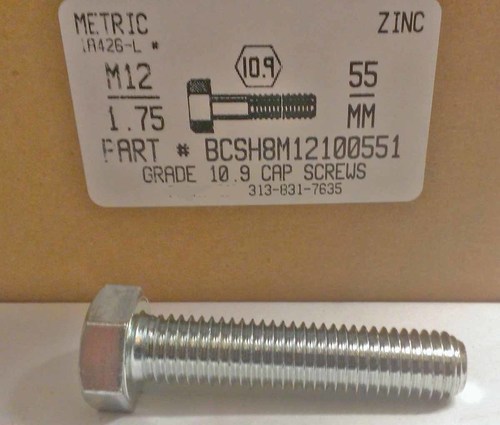 METRIC ZINC
1A426-L #
10.9
M12 55
1.75 MM
PART # BCSH8M12100551
GRADE 10.9 CAP SCREWS
313-831-7635